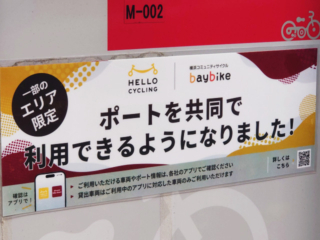 M-002
一部の
エリア
限定
HELLO
CYCLING
横浜コミュニティサイクル
baybike
ポートを共同で
利用できるようになりました!
確認は
アプリで!
▸ ご利用いただける車両やポート情報は、各社のアプリでご確認ください
▸ 貸出車両はご利用中のアプリに対応した車両のみご利用いただけます
詳しくは
こちら